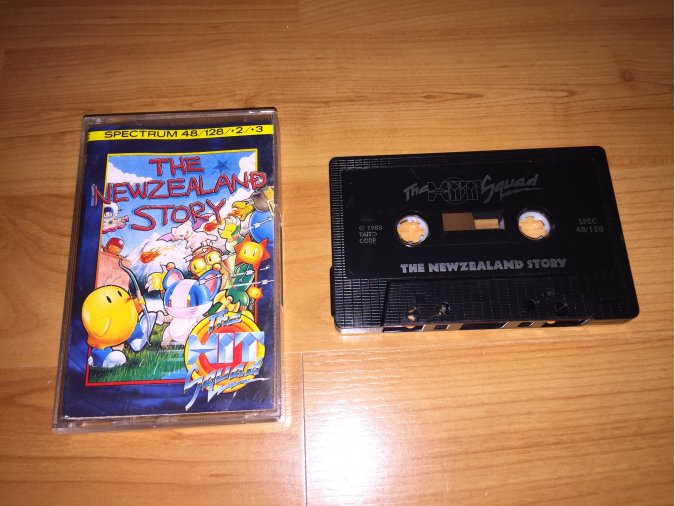 SPECTRUM 48/128/+2/+3
THE
NEWZEALAND
STORY
The
HIT
Squad
The HIT Squad
© 1988
TAITO
CORP.
SPEC
48/128
THE NEWZEALAND STORY